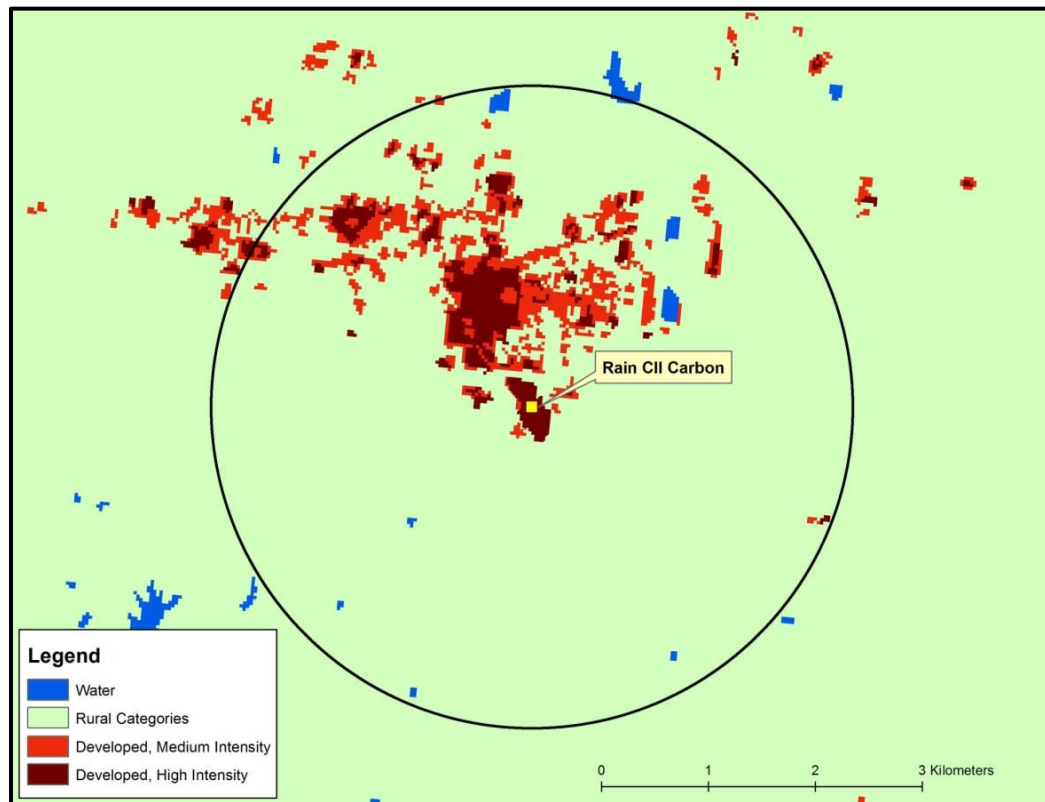 Rain CII Carbon
Legend
Water
Rural Categories
Developed, Medium Intensity
Developed, High Intensity
0 1 2 3 Kilometers